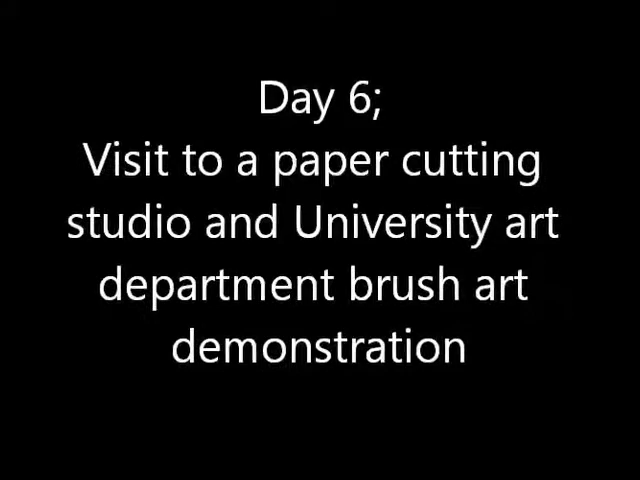 Day 6;
Visit to a paper cutting
studio and University art
department brush art
demonstration